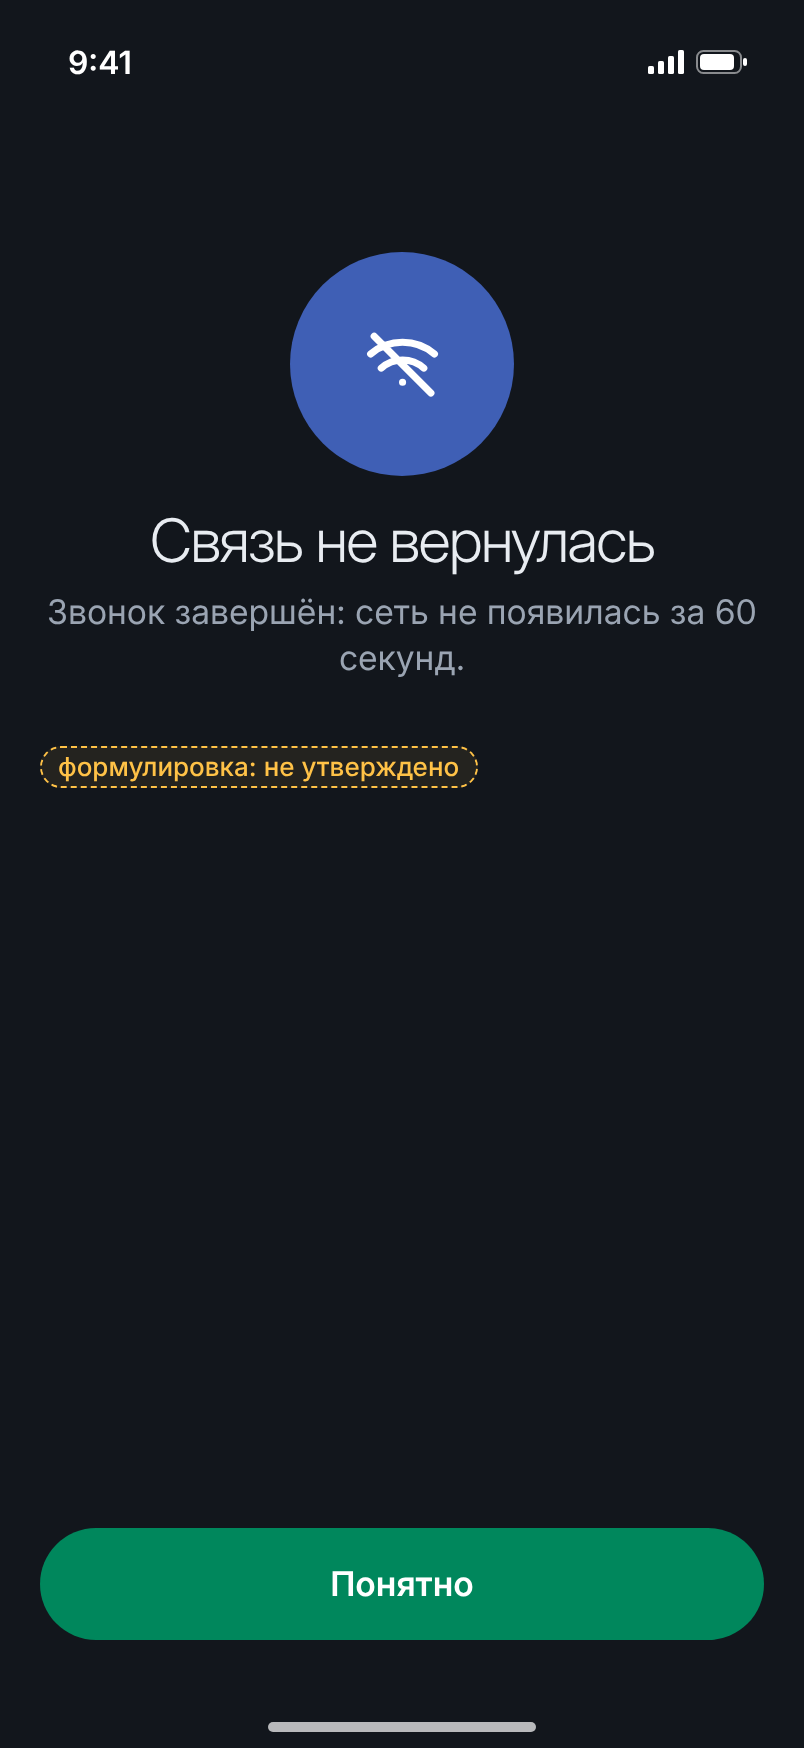 9:41
Связь не вернулась
Звонок завершён: сеть не появилась за 60
секунд.
формулировка: не утверждено
Понятно